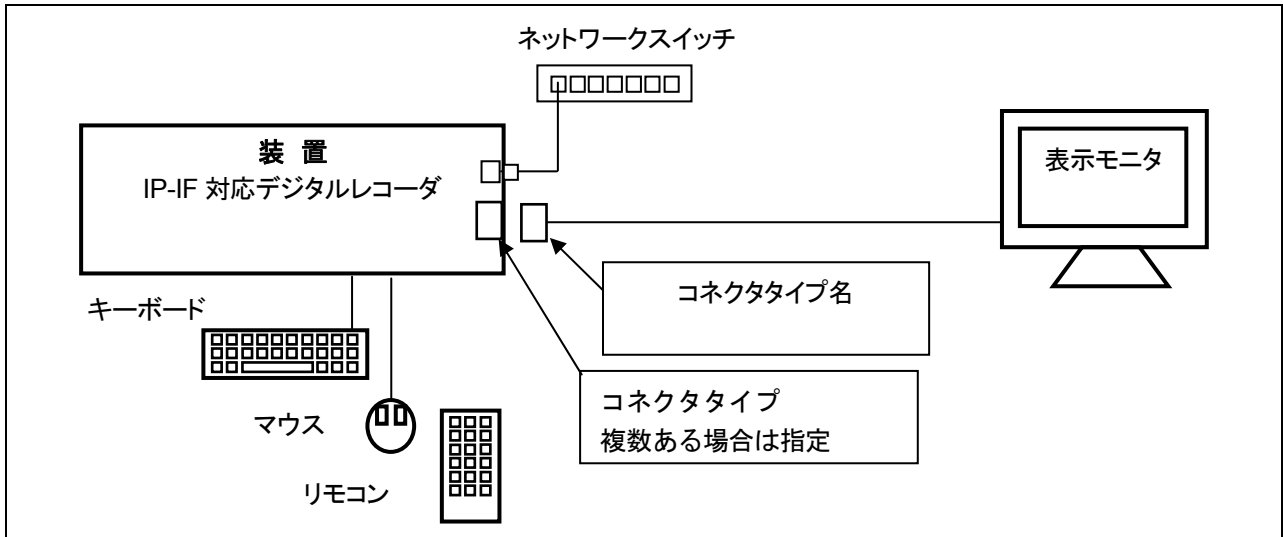 ネットワークスイッチ
装 置
IP-IF 対応デジタルレコーダ
表示モニタ
コネクタタイプ名
キーボード
コネクタタイプ
複数ある場合は指定
マウス
リモコン